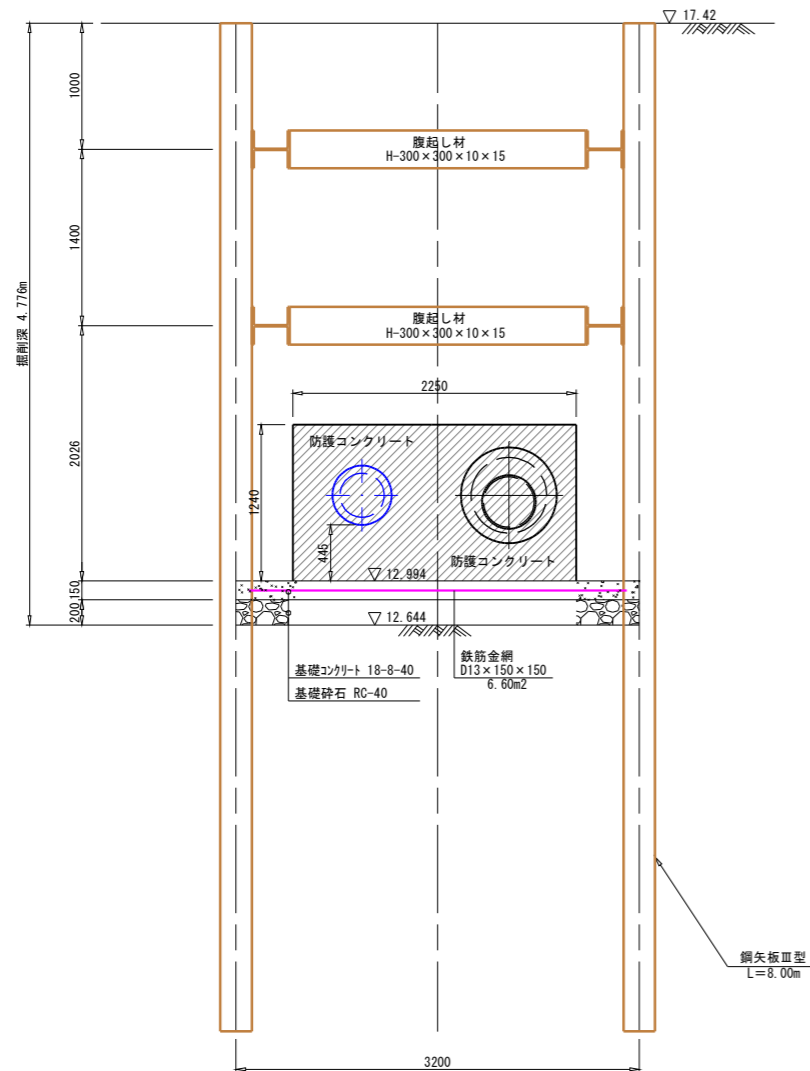 ▽ 17.42
1000
腹起し材
H-300×300×10×15
1400
掘削深 4.776m
腹起し材
H-300×300×10×15
2250
2026
防護コンクリート
1240
445
防護コンクリート
▽ 12.994
150
200
▽ 12.644
鉄筋金網
D13×150×150
6.60m2
基礎コンクリート 18-8-40
基礎砕石 RC-40
鋼矢板Ⅲ型
L=8.00m
3200